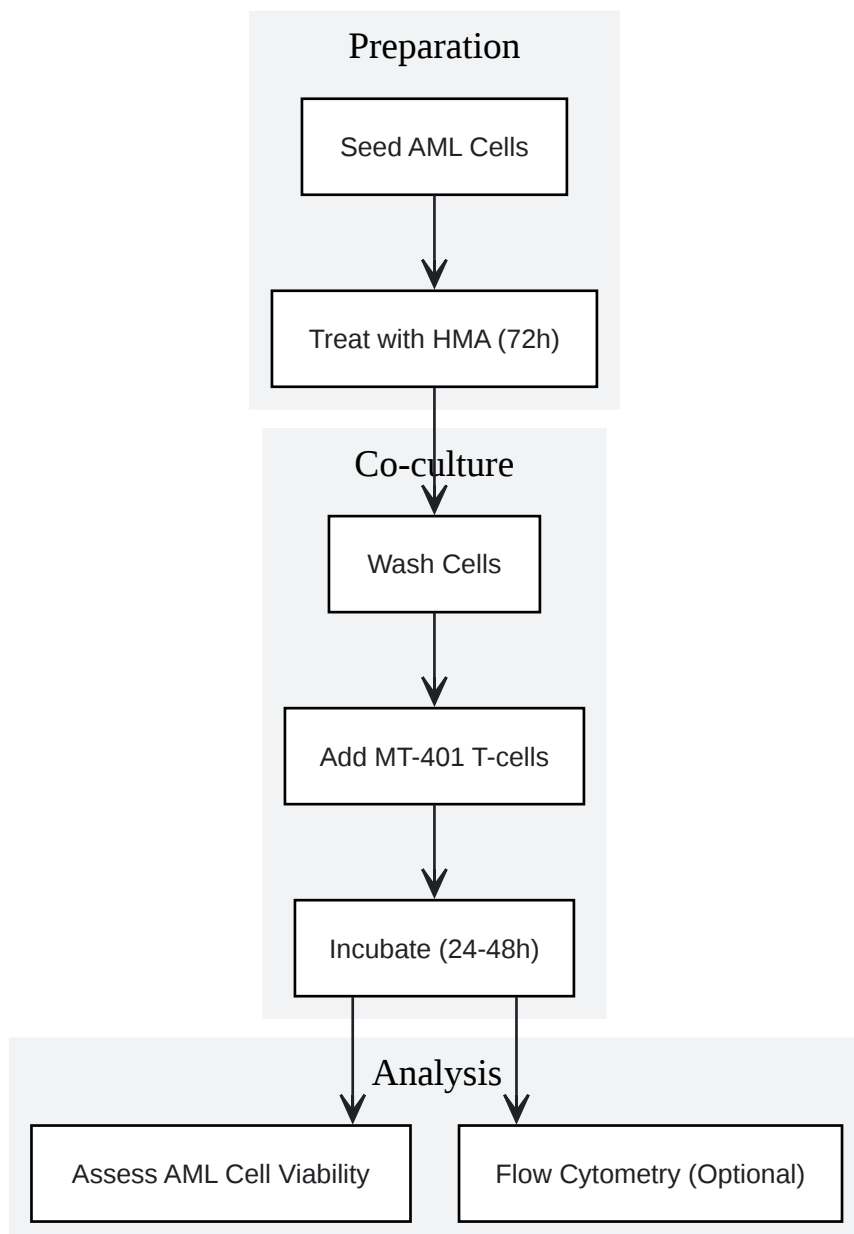 Preparation
Seed AML Cells
Treat with HMA (72h)
Co-culture
Wash Cells
Add MT-401 T-cells
Incubate (24-48h)
Analysis
Assess AML Cell Viability
Flow Cytometry (Optional)